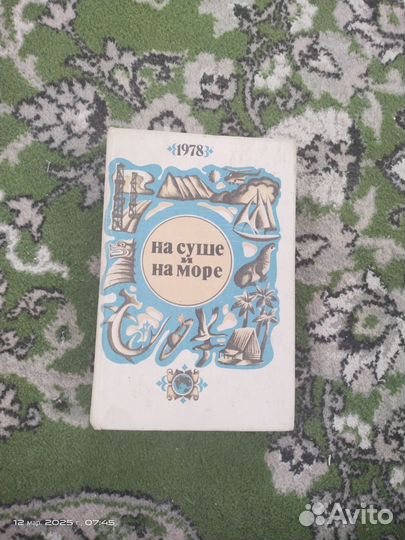 1978
на суше
и
на море
12 мар. 2025 г., 07:45
Avito